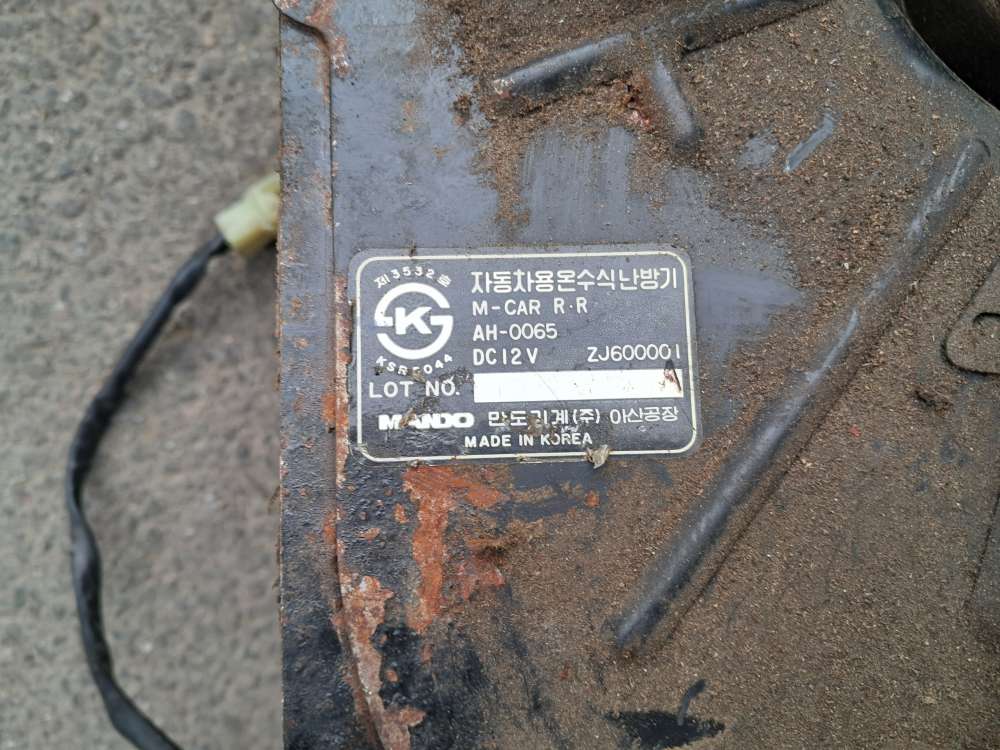 제3532호
KSR5044
자동차용온수식난방기
M-CAR R·R
AH-0065
DC12V ZJ600001
LOT NO.
MANDO 만도기계(주) 아산공장
MADE IN KOREA